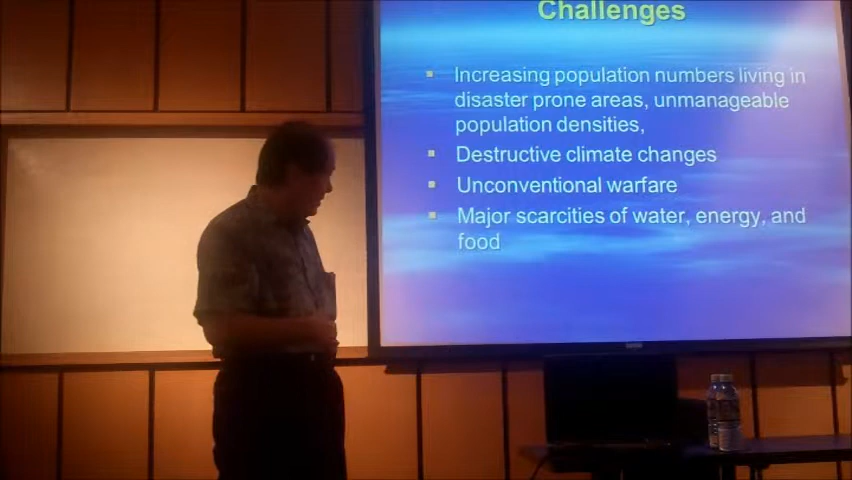 Challenges
Increasing population numbers living in
disaster prone areas, unmanageable
population densities,
Destructive climate changes
Unconventional warfare
Major scarcities of water, energy, and
food